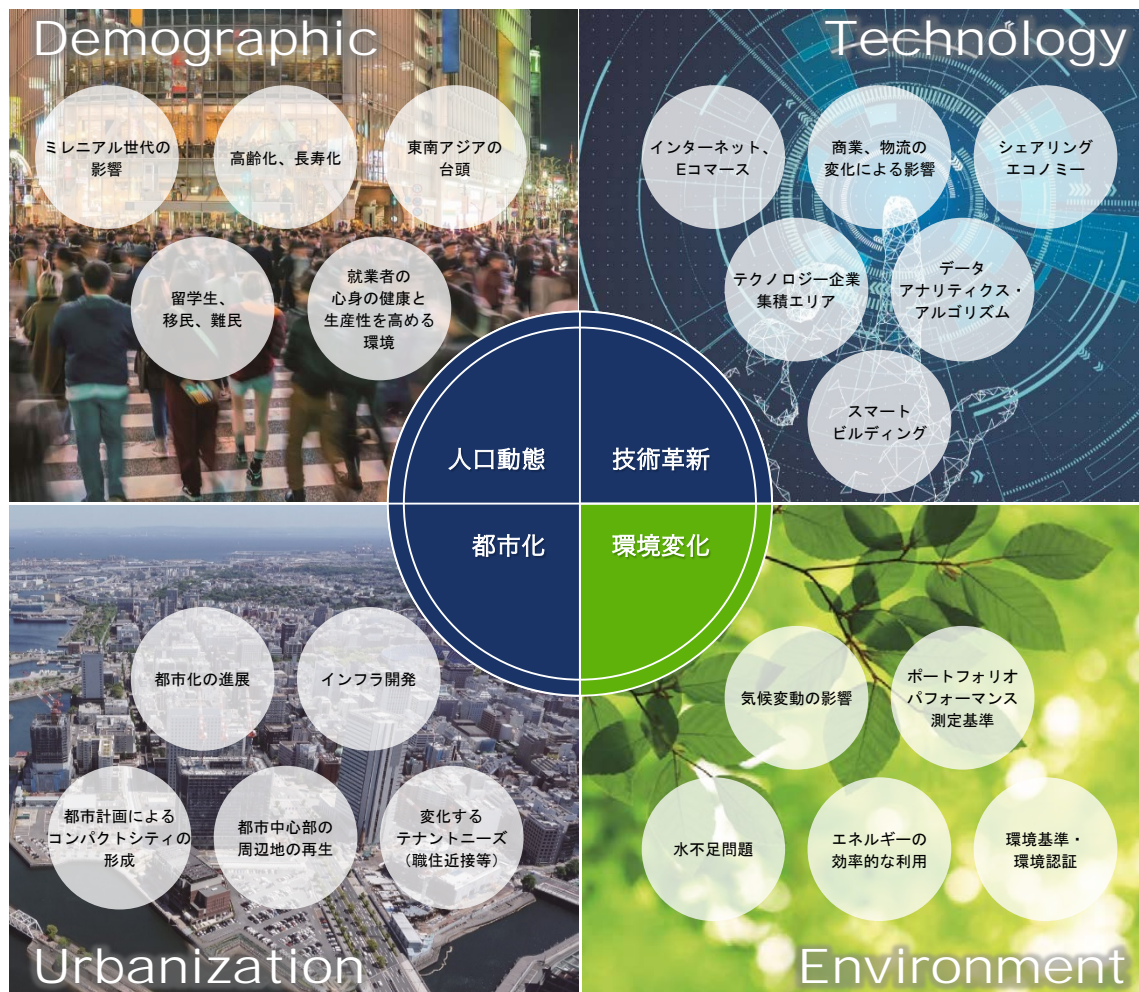 Demographic
ミレニアル世代の
影響
高齢化、長寿化
東南アジアの
台頭
留学生、
移民、難民
就業者の
心身の健康と
生産性を高める
環境
Technology
インターネット、
Eコマース
商業、物流の
変化による影響
シェアリング
エコノミー
テクノロジー企業
集積エリア
データ
アナリティクス・
アルゴリズム
スマート
ビルディング
人口動態
技術革新
都市化
環境変化
都市化の進展
インフラ開発
都市計画による
コンパクトシティの
形成
都市中心部の
周辺地の再生
変化する
テナントニーズ
（職住近接等）
Urbanization
気候変動の影響
ポートフォリオ
パフォーマンス
測定基準
水不足問題
エネルギーの
効率的な利用
環境基準・
環境認証
Environment